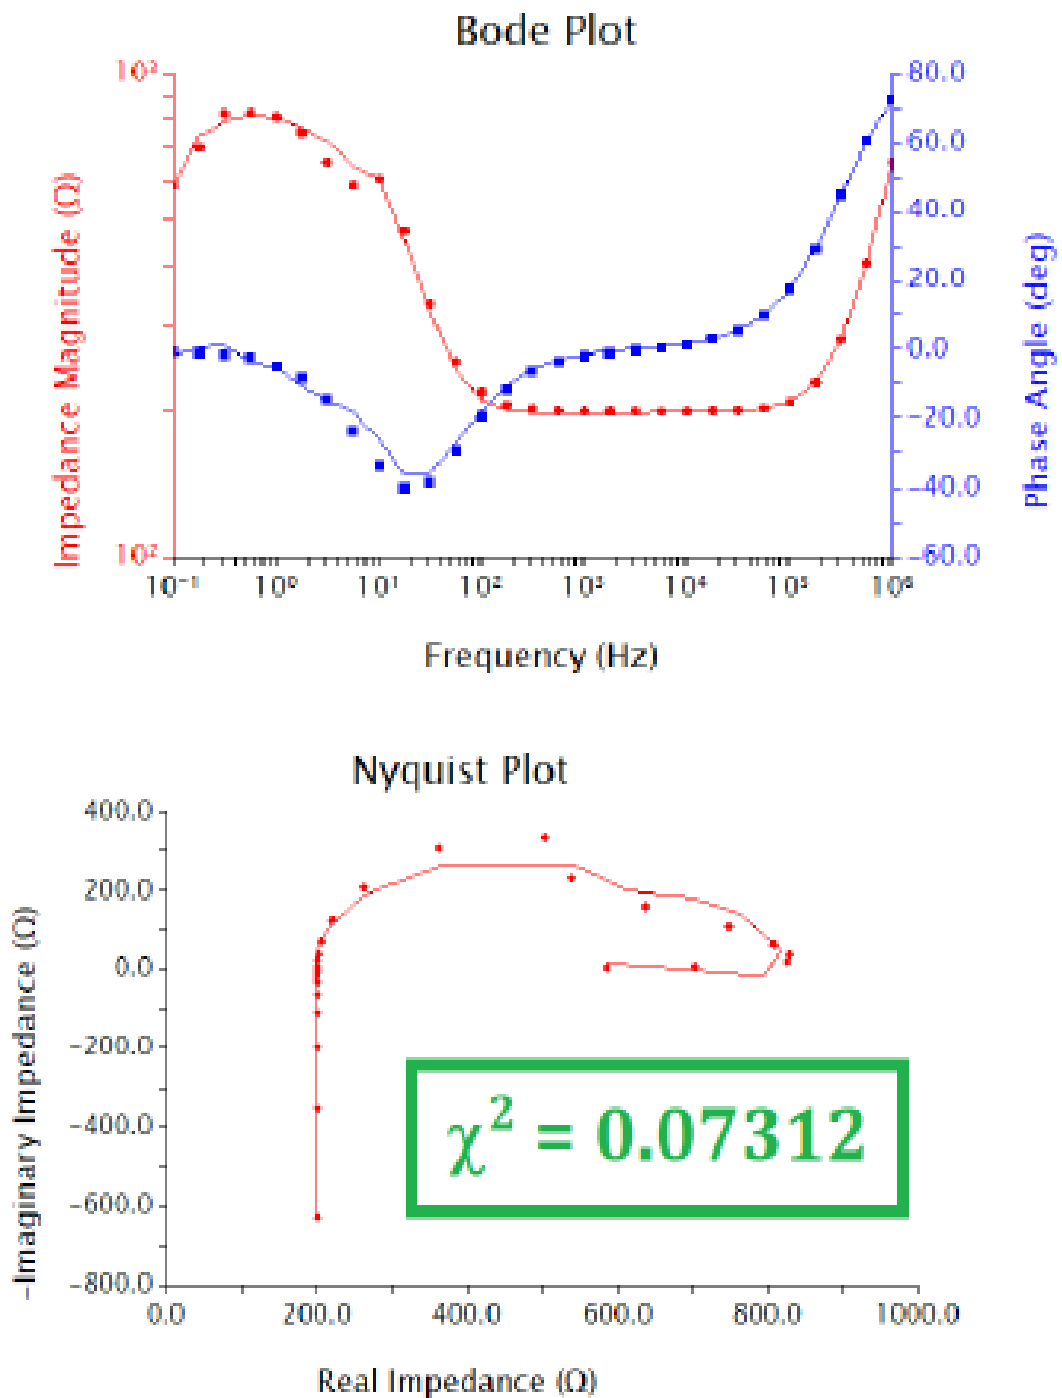 Bode Plot
10³
80.0
60.0
40.0
20.0
0.0
−20.0
−40.0
−60.0
10²
Impedance Magnitude (Ω)
Phase Angle (deg)
10⁻¹ 10⁰ 10¹ 10² 10³ 10⁴ 10⁵ 10⁶
Frequency (Hz)
Nyquist Plot
400.0
200.0
0.0
−200.0
−400.0
−600.0
−800.0
−Imaginary Impedance (Ω)
χ² = 0.07312
0.0 200.0 400.0 600.0 800.0 1000.0
Real Impedance (Ω)